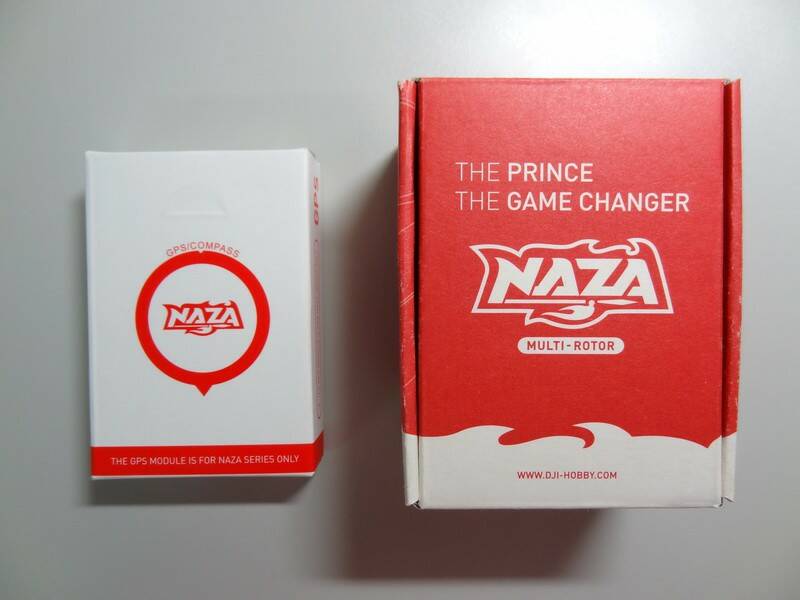 GPS/COMPASS
NAZA
THE GPS MODULE IS FOR NAZA SERIES ONLY
GPS
THE PRINCE
THE GAME CHANGER
NAZA
MULTI-ROTOR
WWW.DJI-HOBBY.COM